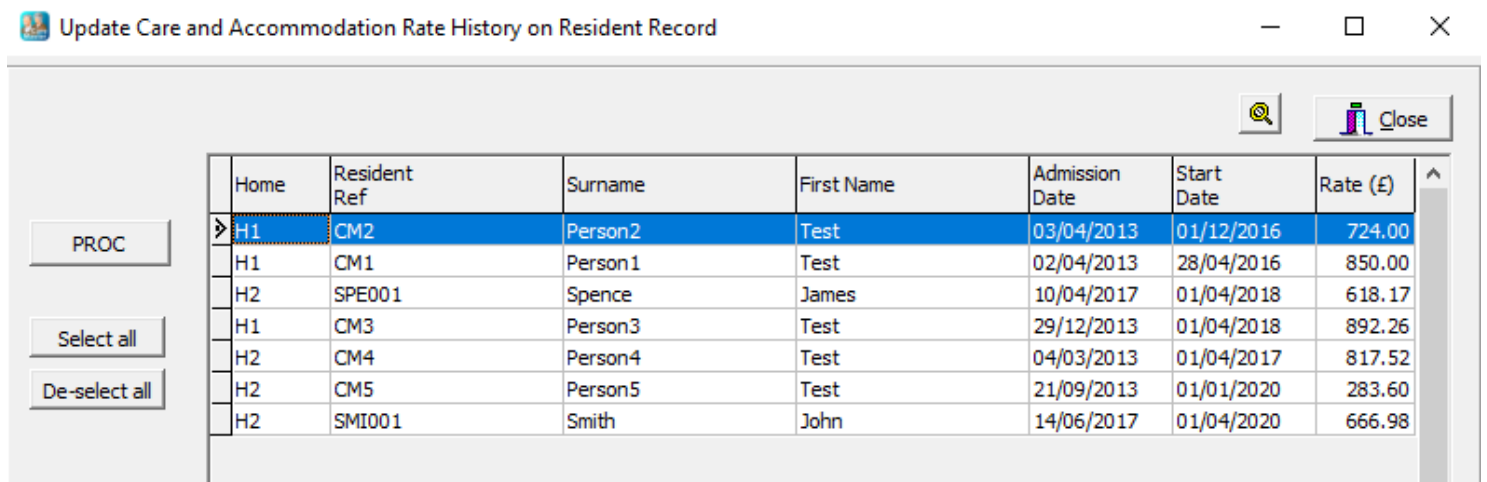 Update Care and Accommodation Rate History on Resident Record
Close
Home Resident Ref Surname First Name Admission Date Start Date Rate (£)
PROC
H1 CM2 Person2 Test 03/04/2013 01/12/2016 724.00
H1 CM1 Person1 Test 02/04/2013 28/04/2016 850.00
H2 SPE001 Spence James 10/04/2017 01/04/2018 618.17
Select all
H1 CM3 Person3 Test 29/12/2013 01/04/2018 892.26
H2 CM4 Person4 Test 04/03/2013 01/04/2017 817.52
De-select all
H2 CM5 Person5 Test 21/09/2013 01/01/2020 283.60
H2 SMI001 Smith John 14/06/2017 01/04/2020 666.98